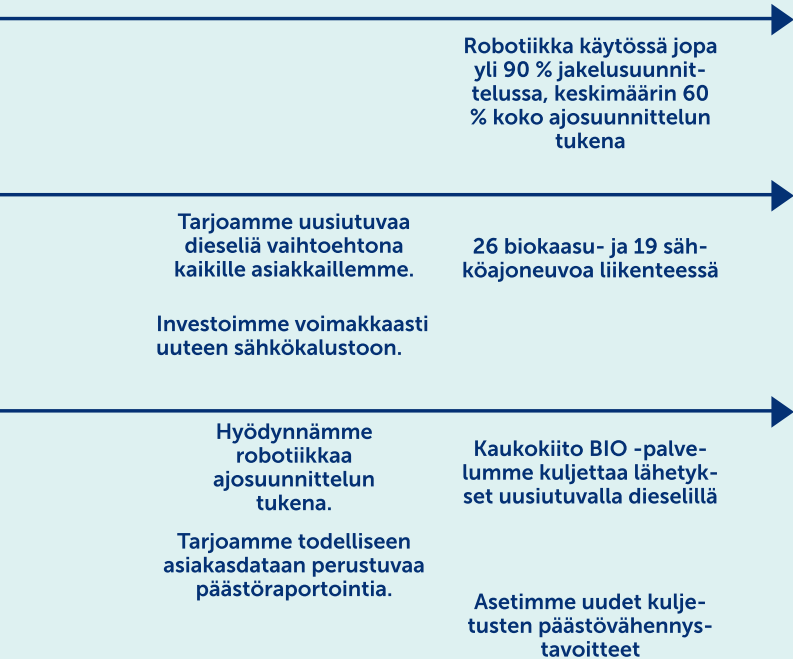 Robotiikka käytössä jopa
yli 90 % jakelusuunnit-
telussa, keskimäärin 60
% koko ajosuunnittelun
tukena
Tarjoamme uusiutuvaa
dieseliä vaihtoehtona
kaikille asiakkaillemme.
Investoimme voimakkaasti
uuteen sähkökalustoon.
26 biokaasu- ja 19 säh-
köajoneuvoa liikenteessä
Hyödynnämme
robotiikkaa
ajosuunnittelun
tukena.
Tarjoamme todelliseen
asiakasdataan perustuvaa
päästöraportointia.
Kaukokiito BIO -palve-
lumme kuljettaa lähetyk-
set uusiutuvalla dieselillä
Asetimme uudet kulje-
tusten päästövähennys-
tavoitteet